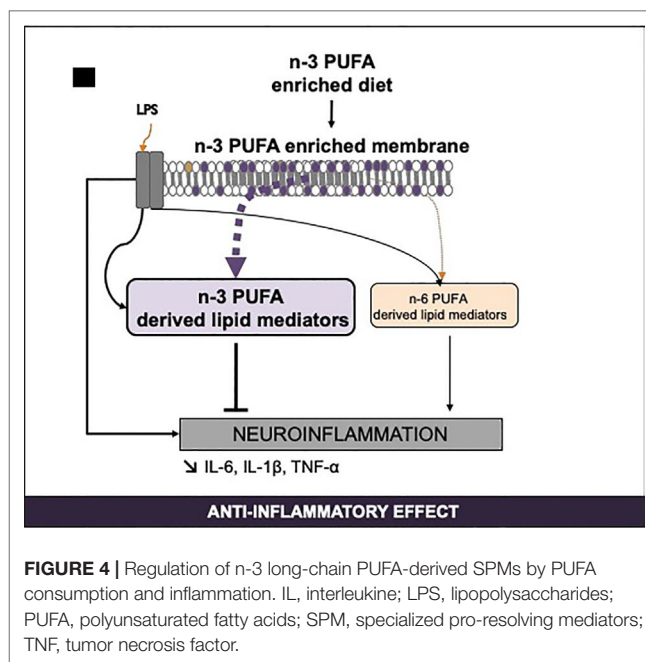 n-3 PUFA
enriched diet
LPS
n-3 PUFA enriched membrane
n-3 PUFA
derived lipid mediators
n-6 PUFA
derived lipid mediators
NEUROINFLAMMATION
↘ IL-6, IL-1β, TNF-α
ANTI-INFLAMMATORY EFFECT
FIGURE 4 | Regulation of n-3 long-chain PUFA-derived SPMs by PUFA
consumption and inflammation. IL, interleukine; LPS, lipopolysaccharides;
PUFA, polyunsaturated fatty acids; SPM, specialized pro-resolving mediators;
TNF, tumor necrosis factor.